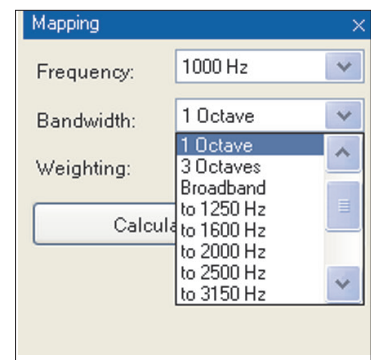 Mapping
Frequency: 1000 Hz
Bandwidth: 1 Octave
1 Octave
Weighting: 3 Octaves
Broadband
to 1250 Hz
Calcula to 1600 Hz
to 2000 Hz
to 2500 Hz
to 3150 Hz